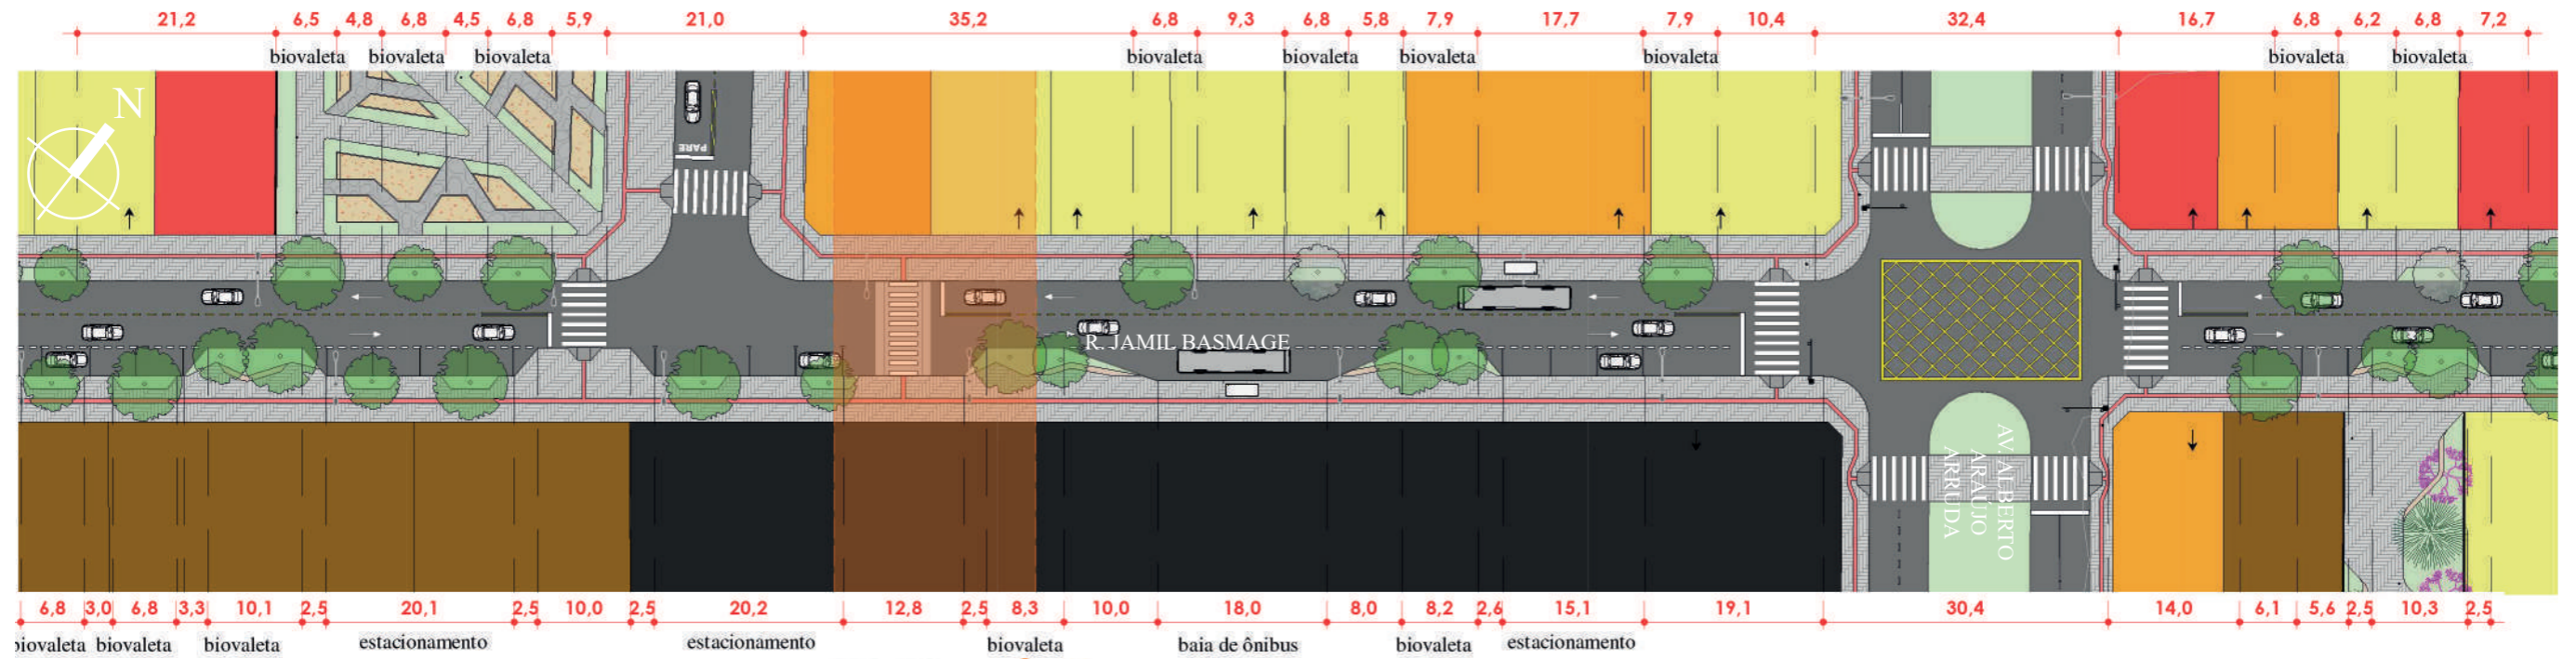 21,2 6,5 4,8 6,8 4,5 6,8 5,9 21,0 35,2 6,8 9,3 6,8 5,8 7,9 17,7 7,9 10,4 32,4 16,7 6,8 6,2 6,8 7,2
biovaleta biovaleta biovaleta biovaleta biovaleta biovaleta biovaleta biovaleta biovaleta
N
PARE
R. JAMIL BASMAGE
AV. ALBERTO
ARAÚJO
ARRUDA
6,8 3,0 6,8 3,3 10,1 2,5 20,1 2,5 10,0 2,5 20,2 12,8 2,5 8,3 10,0 18,0 8,0 8,2 2,6 15,1 19,1 30,4 14,0 6,1 5,6 2,5 10,3 2,5
biovaleta biovaleta biovaleta estacionamento estacionamento biovaleta baia de ônibus biovaleta estacionamento